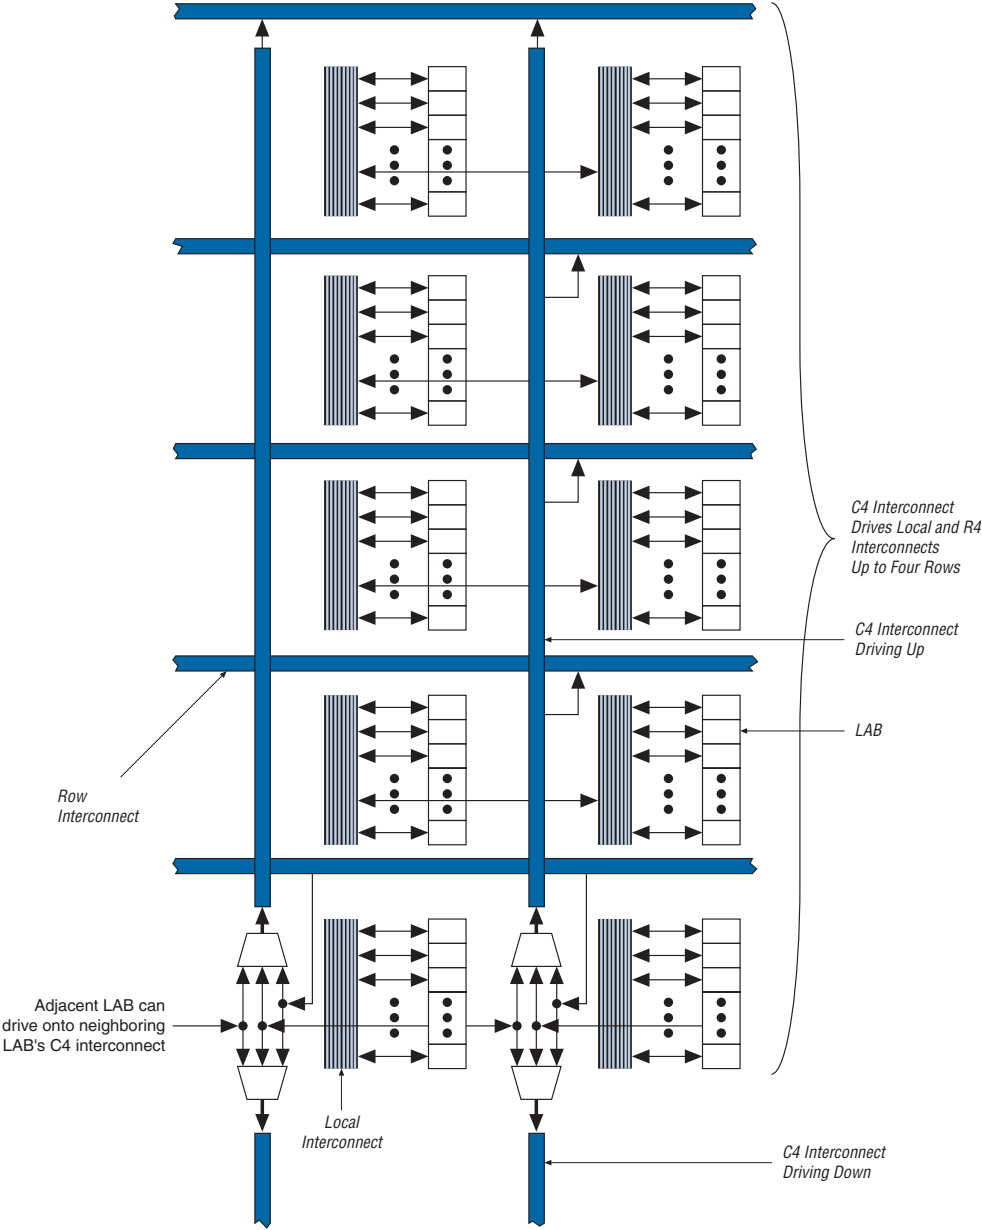 C4 Interconnect
Drives Local and R4
Interconnects
Up to Four Rows
C4 Interconnect
Driving Up
LAB
Row
Interconnect
Adjacent LAB can
drive onto neighboring
LAB's C4 interconnect
Local
Interconnect
C4 Interconnect
Driving Down